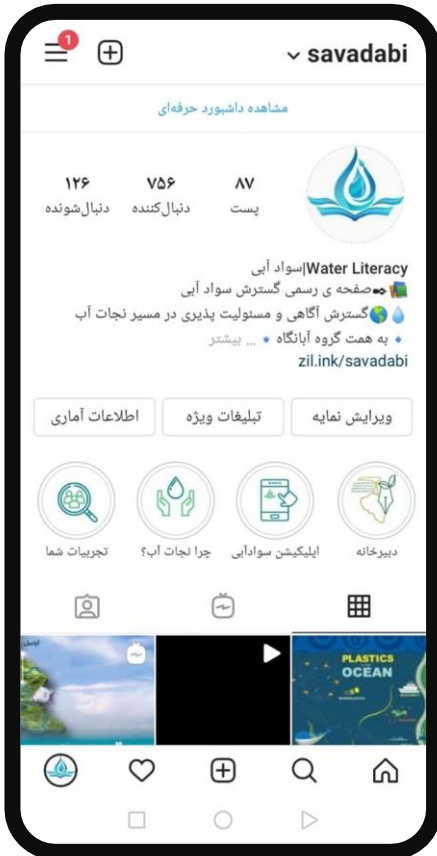 savadabi
1
مشاهده داشبورد حرفه‌ای
۸۷ ۷۵۶ ۱۲۶
پست دنبال‌کننده دنبال‌شونده
Water Literacy|سواد آبی
صفحه ی رسمی گسترش سواد آبی
گسترش آگاهی و مسئولیت پذیری در مسیر نجات آب
به همت گروه آبانگاه ... بیشتر
zil.ink/savadabi
ویرایش نمایه تبلیغات ویژه اطلاعات آماری
دبیرخانه اپلیکیشن سوادآبی چرا نجات آب؟ تجربیات شما
PLASTICS
OCEAN